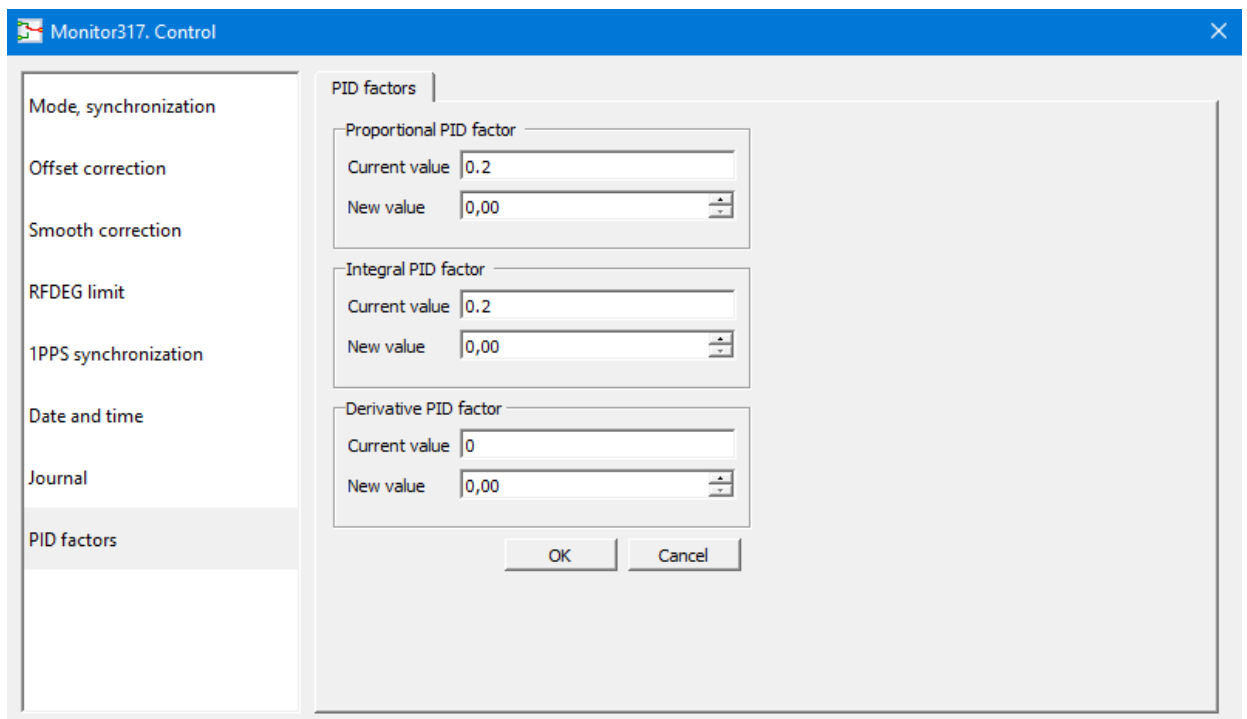 Monitor317. Control
Mode, synchronization
Offset correction
Smooth correction
RFDEG limit
1PPS synchronization
Date and time
Journal
PID factors
PID factors
Proportional PID factor
Current value 0.2
New value 0,00
Integral PID factor
Current value 0.2
New value 0,00
Derivative PID factor
Current value 0
New value 0,00
OK Cancel